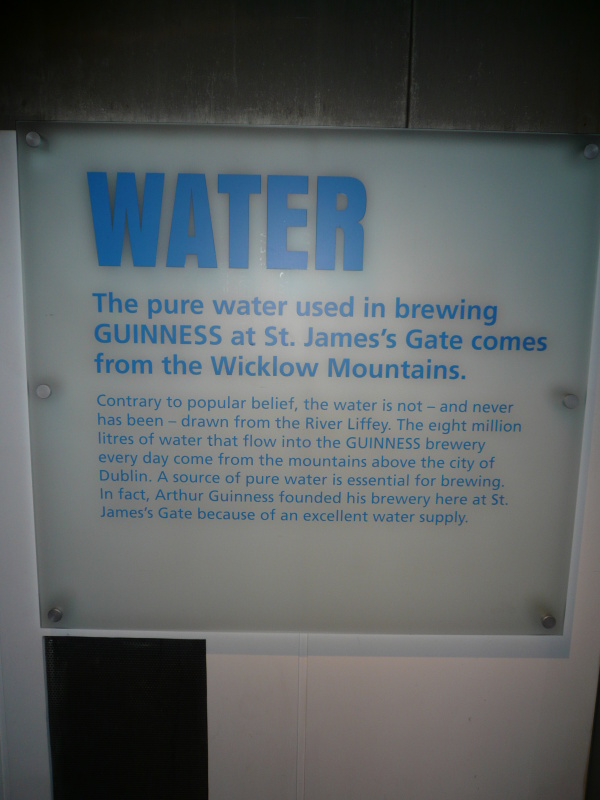 WATER
The pure water used in brewing
GUINNESS at St. James's Gate comes
from the Wicklow Mountains.
Contrary to popular belief, the water is not – and never
has been – drawn from the River Liffey. The eight million
litres of water that flow into the GUINNESS brewery
every day come from the mountains above the city of
Dublin. A source of pure water is essential for brewing.
In fact, Arthur Guinness founded his brewery here at St.
James's Gate because of an excellent water supply.